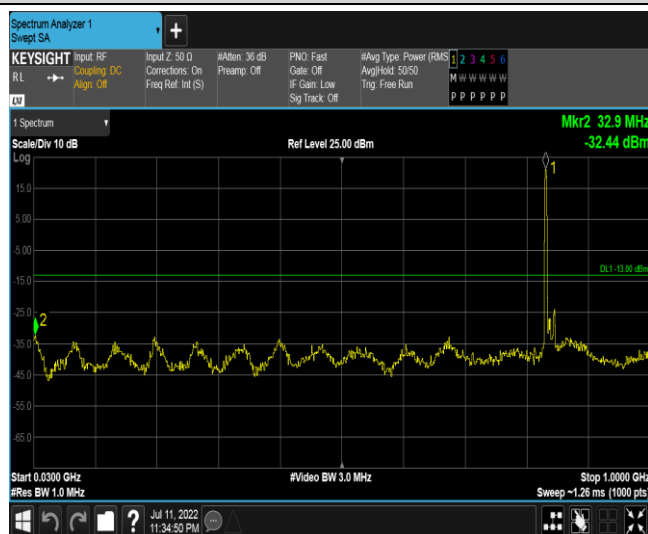 Spectrum Analyzer 1
Swept SA
+
KEYSIGHT Input: RF Input Z: 50 Ω #Atten: 36 dB PNO: Fast #Avg Type: Power (RMS 1 2 3 4 5 6
RL Coupling: DC Corrections: On Preamp: Off Gate: Off Avg|Hold: 50/50 M W W W W W
Align: Off Freq Ref: Int (S) IF Gain: Low Trig: Free Run
Sig Track: Off P P P P P P
LXI
1 Spectrum Mkr2 32.9 MHz
Scale/Div 10 dB Ref Level 25.00 dBm -32.44 dBm
Log
1
15.0
5.00
-5.00
DL1 -13.00 dBm
-15.0
-25.0
2
-35.0
-45.0
-55.0
-65.0
Start 0.0300 GHz #Video BW 3.0 MHz Stop 1.0000 GHz
#Res BW 1.0 MHz Sweep ~1.26 ms (1000 pts)
? Jul 11, 2022
11:34:50 PM